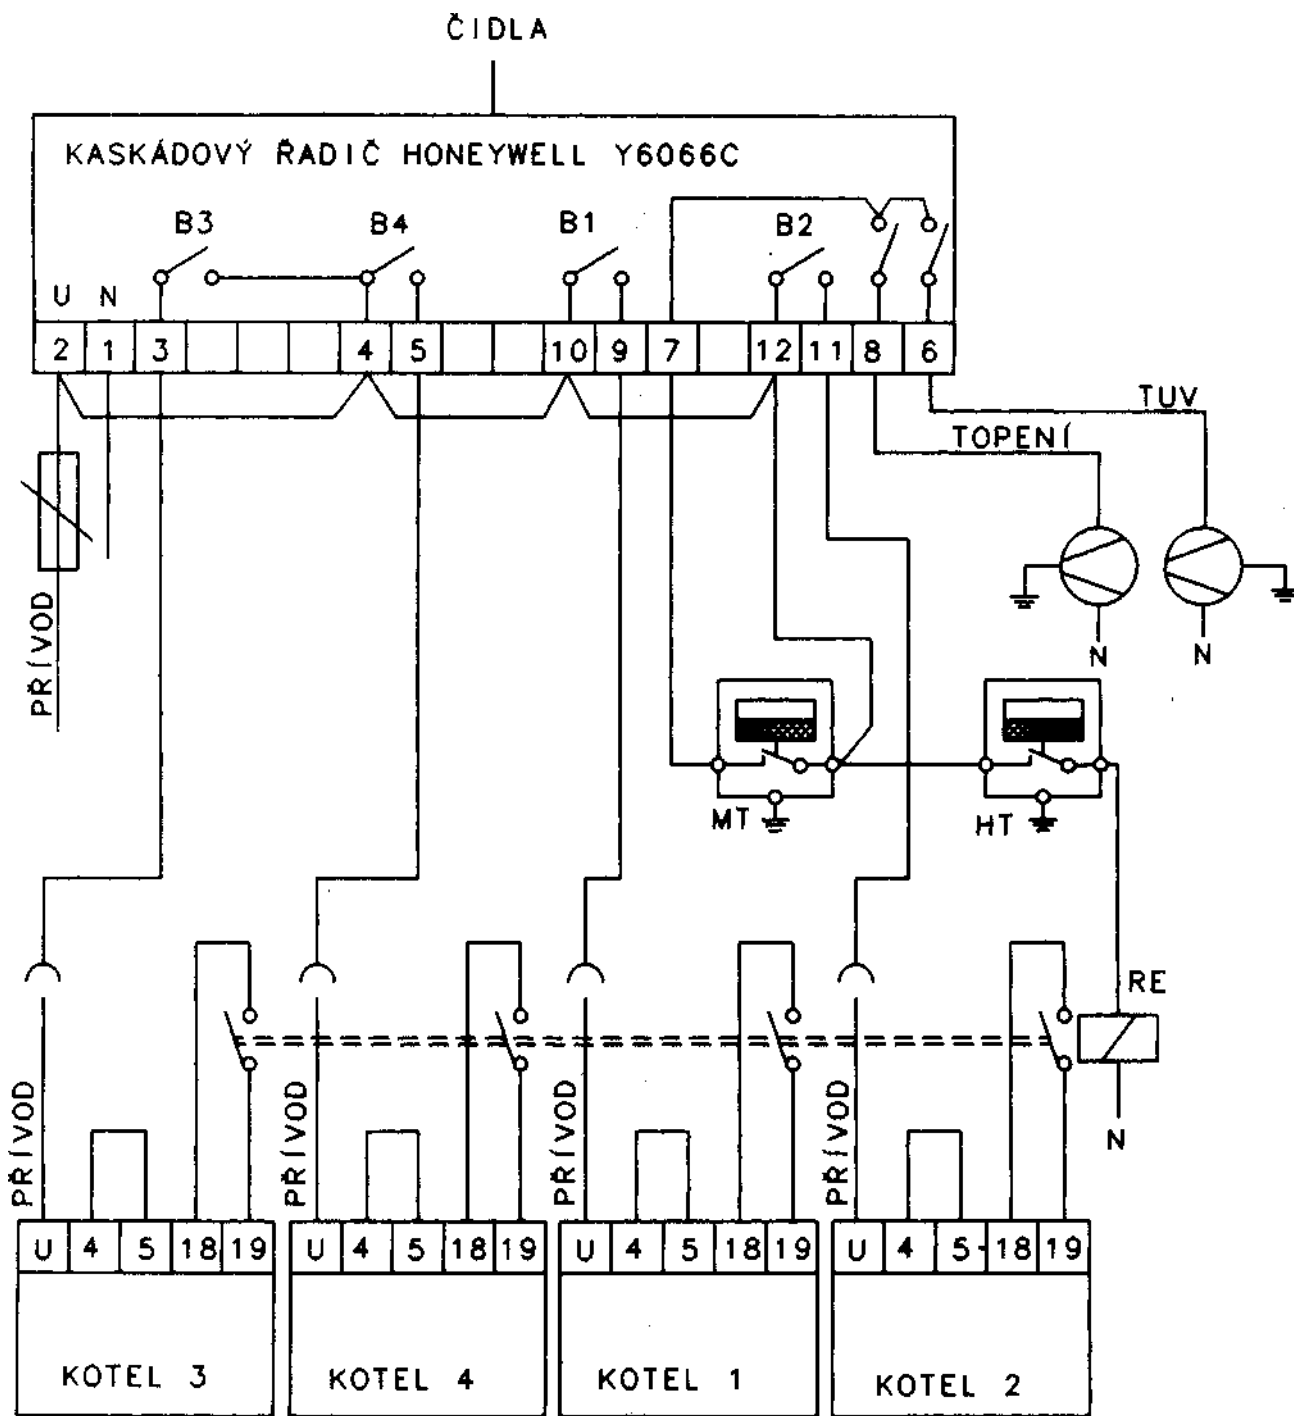 ČIDLA
KASKÁDOVÝ ŘADIČ HONEYWELL Y6066C
B3 B4 B1 B2
U N
2 1 3 4 5 10 9 7 12 11 8 6
TUV
TOPENÍ
PŘÍVOD
N N
MT HT
RE
PŘÍVOD PŘÍVOD PŘÍVOD PŘÍVOD
N
U 4 5 18 19 U 4 5 18 19 U 4 5 18 19 U 4 5 18 19
KOTEL 3 KOTEL 4 KOTEL 1 KOTEL 2